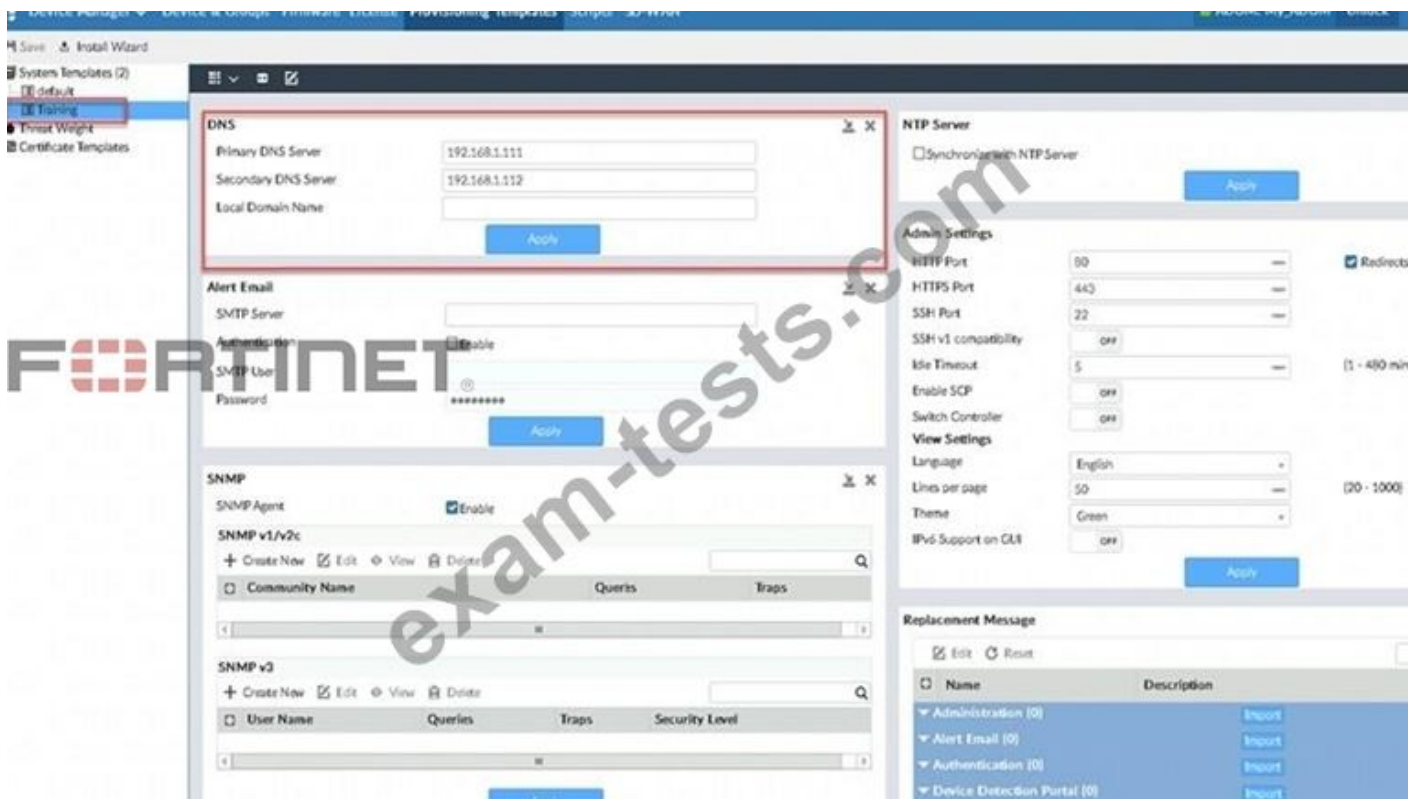 Device Manager Device & Groups Firmware License Provisioning Templates Scripts SD-WAN
ADOM: My_ADOM Unlock
Save Install Wizard
System Templates (2)
default
Training
Threat Weight
Certificate Templates
DNS
Primary DNS Server 192.168.1.111
Secondary DNS Server 192.168.1.112
Local Domain Name
Apply
Alert Email
SMTP Server
Authentication Enable
SMTP User
Password ********
Apply
SNMP
SNMP Agent Enable
SNMP v1/v2c
Create New Edit View Delete
Community Name Queries Traps
SNMP v3
Create New Edit View Delete
User Name Queries Traps Security Level
NTP Server
Synchronize with NTP Server
Apply
Admin Settings
HTTP Port 80 Redirects
HTTPS Port 443
SSH Port 22
SSH v1 compatibility OFF
Idle Timeout 5 (1 - 480 min
Enable SCP OFF
Switch Controller OFF
View Settings
Language English
Lines per page 50 (20 - 1000)
Theme Green
IPv6 Support on GUI OFF
Apply
Replacement Message
Edit Reset
Name Description
Administration (0) Import
Alert Email (0) Import
Authentication (0) Import
Device Detection Portal (0) Import
FORTINET
exam-tests.com